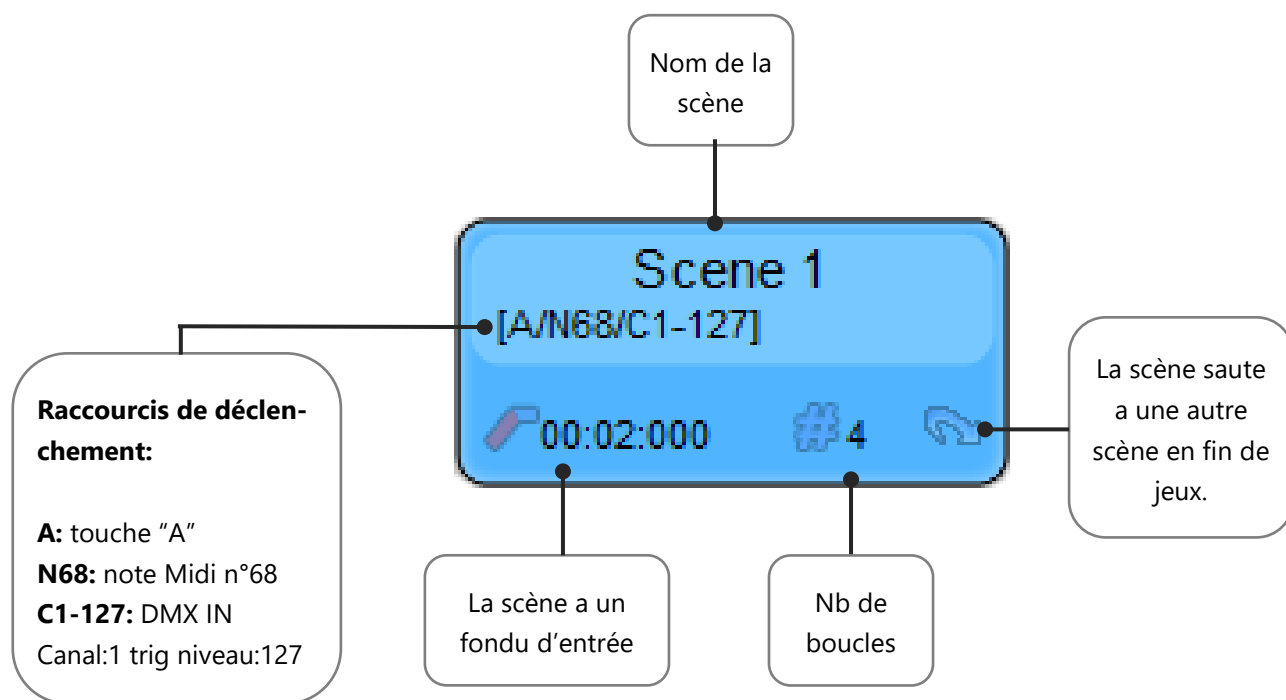 Nom de la
scène
Scene 1
[A/N68/C1-127]
00:02:000
#4
Raccourcis de déclen-
chement:
A: touche “A”
N68: note Midi n°68
C1-127: DMX IN
Canal:1 trig niveau:127
La scène a un
fondu d’entrée
Nb de
boucles
La scène saute
a une autre
scène en fin de
jeux.